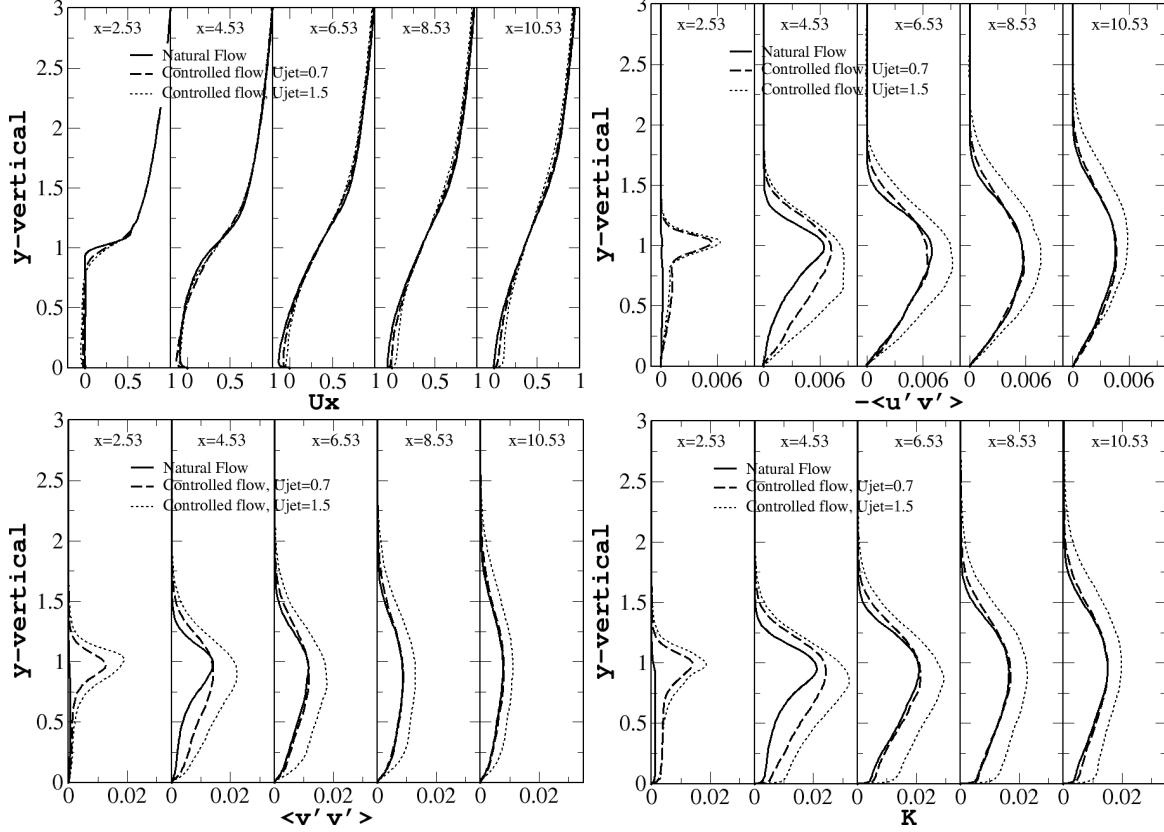 3
2.5
2
1.5
1
0.5
0
y-vertical
x=2.53
x=4.53
x=6.53
x=8.53
x=10.53
Natural Flow
Controlled flow, Ujet=0.7
Controlled flow, Ujet=1.5
0 0.5 1 0 0.5 1 0 0.5 1 0 0.5 1 0 0.5 1
Ux
3
2.5
2
1.5
1
0.5
0
y-vertical
x=2.53
x=4.53
x=6.53
x=8.53
x=10.53
Natural Flow
Controlled flow, Ujet=0.7
Controlled flow, Ujet=1.5
0 0.006 0 0.006 0 0.006 0 0.006 0 0.006
-<u'v'>
3
2.5
2
1.5
1
0.5
0
y-vertical
x=2.53
x=4.53
x=6.53
x=8.53
x=10.53
Natural Flow
Controlled flow, Ujet=0.7
Controlled flow, Ujet=1.5
0 0.02 0 0.02 0 0.02 0 0.02 0 0.02
<v'v'>
3
2.5
2
1.5
1
0.5
0
y-vertical
x=2.53
x=4.53
x=6.53
x=8.53
x=10.53
Natural Flow
Controlled flow, Ujet=0.7
Controlled flow, Ujet=1.5
0 0.02 0 0.02 0 0.02 0 0.02 0 0.02
K